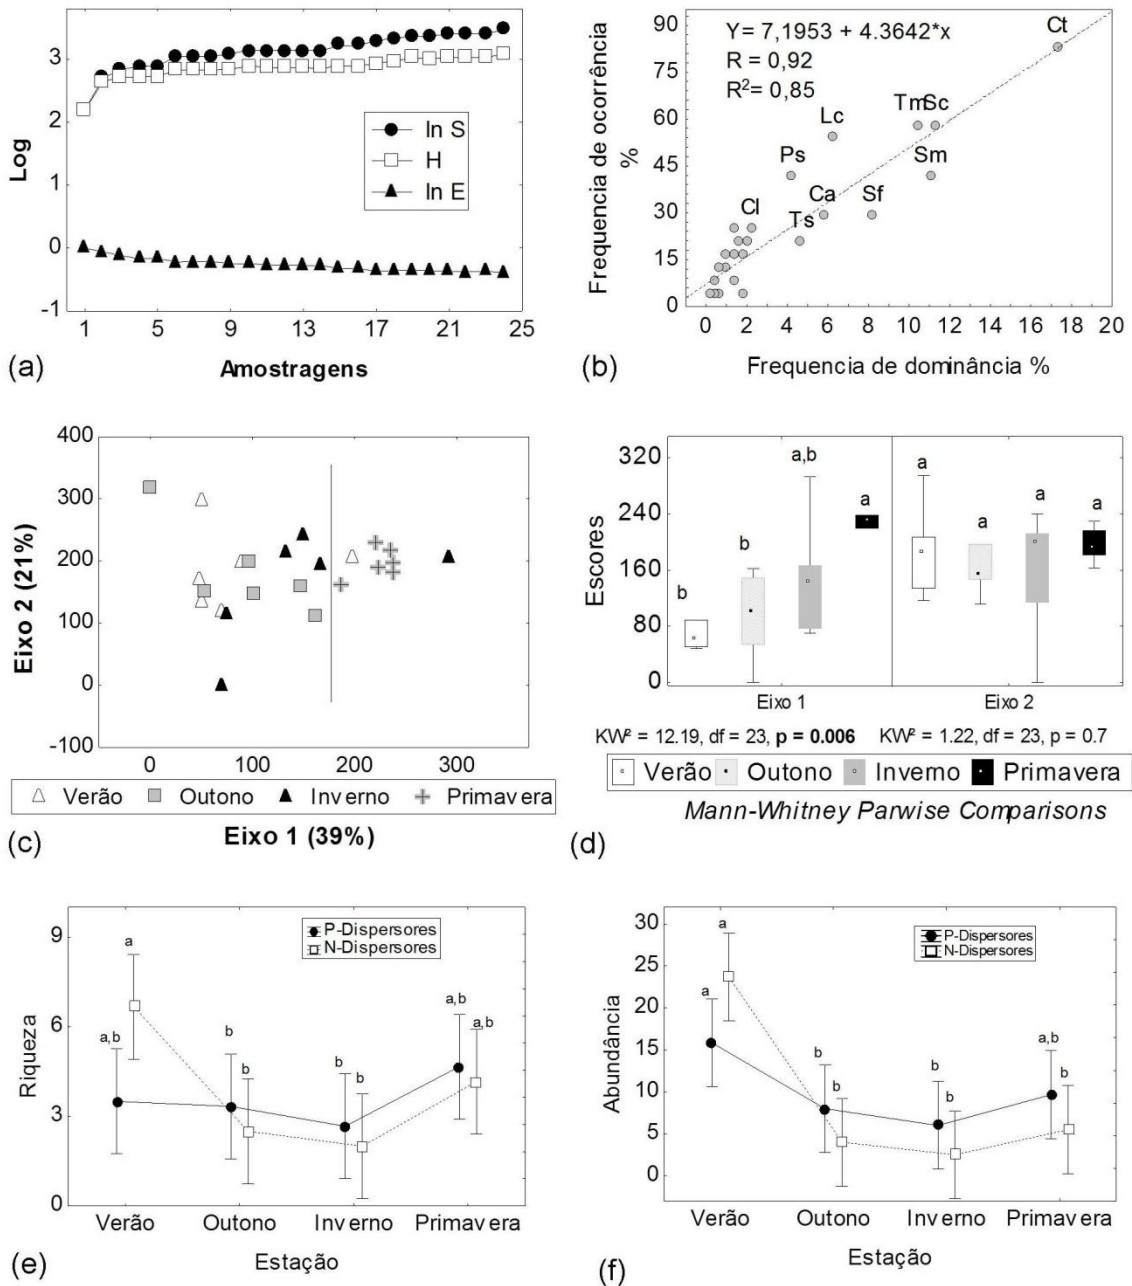 3
2
1
0
-1
Log
1 5 9 13 17 21 25
Amostragens
ln S
H
ln E
(a)
90
75
60
45
30
15
0
Frequencia de ocorrência
%
Y= 7,1953 + 4.3642*x
R = 0,92
R²= 0,85
Ct
Lc
Tm Sc
Ps
Sm
Ca
Sf
Cl
Ts
0 2 4 6 8 10 12 14 16 18 20
Frequencia de dominância %
(b)
400
300
200
100
0
-100
Eixo 2 (21%)
0 100 200 300
Verão Outono Inverno Primavera
Eixo 1 (39%)
(c)
320
240
160
80
0
Escores
b
b
a,b
a
a
a
a
a
Eixo 1 Eixo 2
KW² = 12.19, df = 23, p = 0.006 KW² = 1.22, df = 23, p = 0.7
Verão Outono Inverno Primavera
Mann-Whitney Parwise Comparisons
(d)
9
6
3
0
Riqueza
P-Dispersores
N-Dispersores
a
a,b
b
b
b
b
a,b
a,b
Verão Outono Inverno Primavera
Estação
(e)
30
25
20
15
10
5
0
Abundância
P-Dispersores
N-Dispersores
a
a
b
b
b
b
a,b
b
Verão Outono Inverno Primavera
Estação
(f)